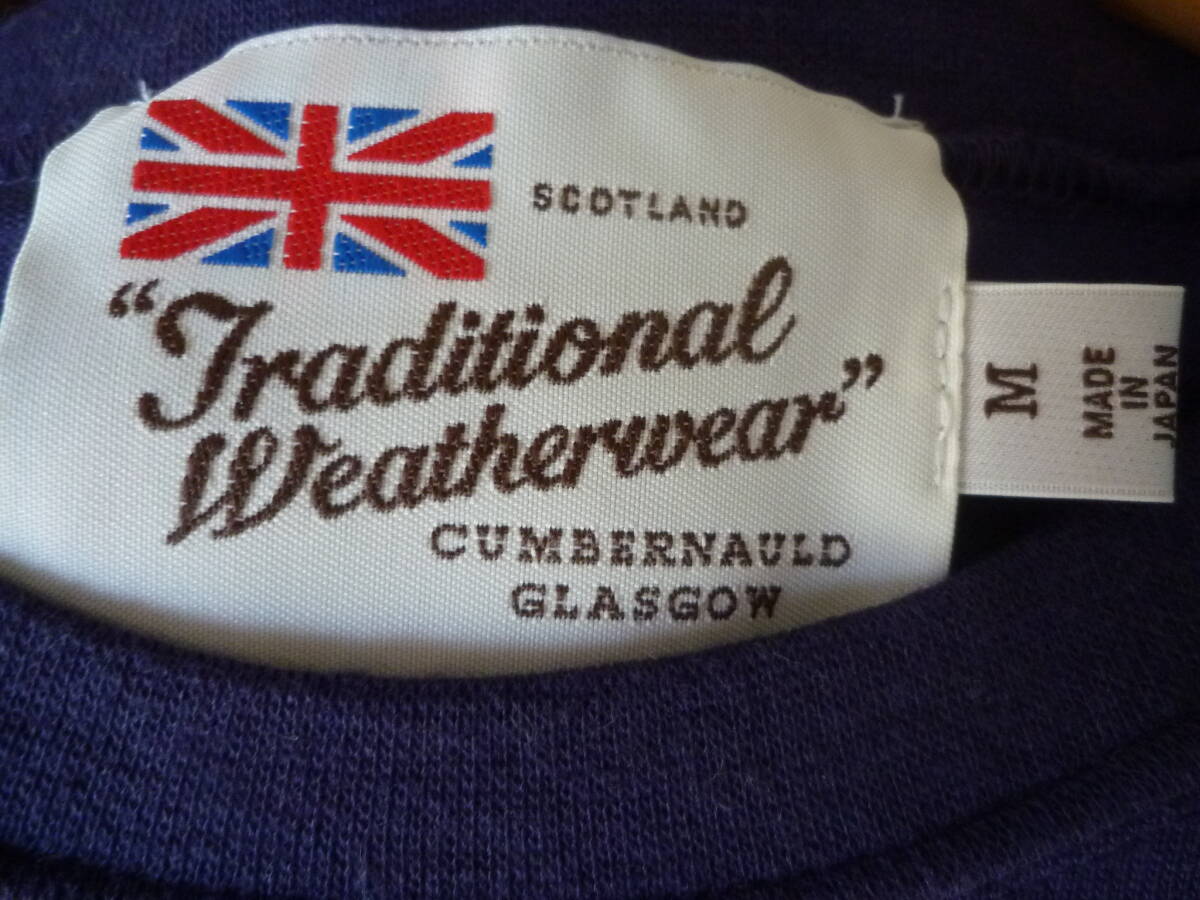 SCOTLAND
"Traditional
Weatherwear"
CUMBERNAULD
GLASGOW
M
MADE
IN
JAPAN